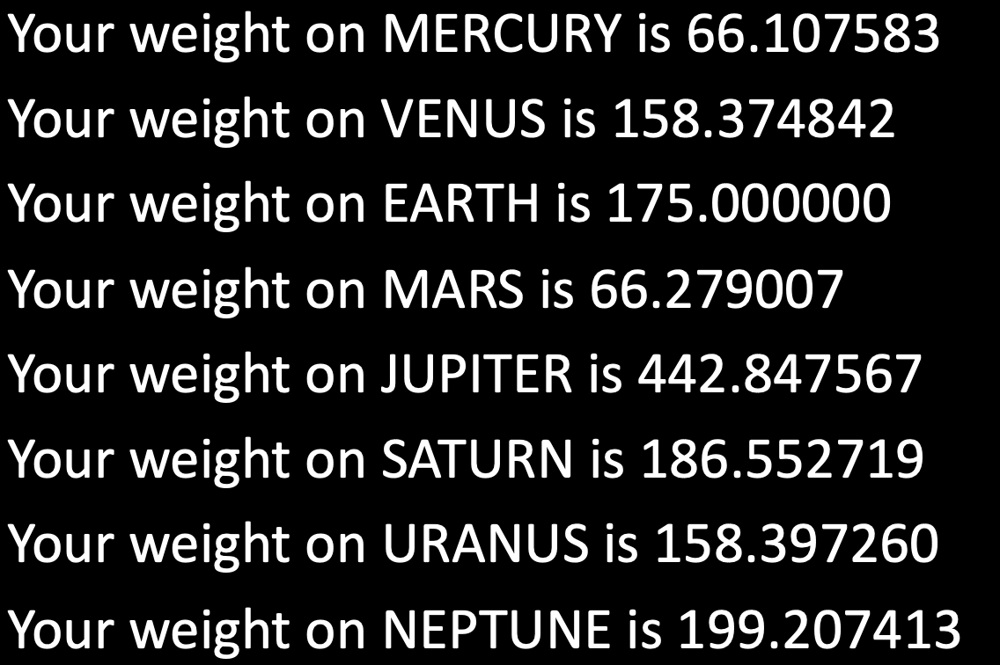 Your weight on MERCURY is 66.107583
Your weight on VENUS is 158.374842
Your weight on EARTH is 175.000000
Your weight on MARS is 66.279007
Your weight on JUPITER is 442.847567
Your weight on SATURN is 186.552719
Your weight on URANUS is 158.397260
Your weight on NEPTUNE is 199.207413